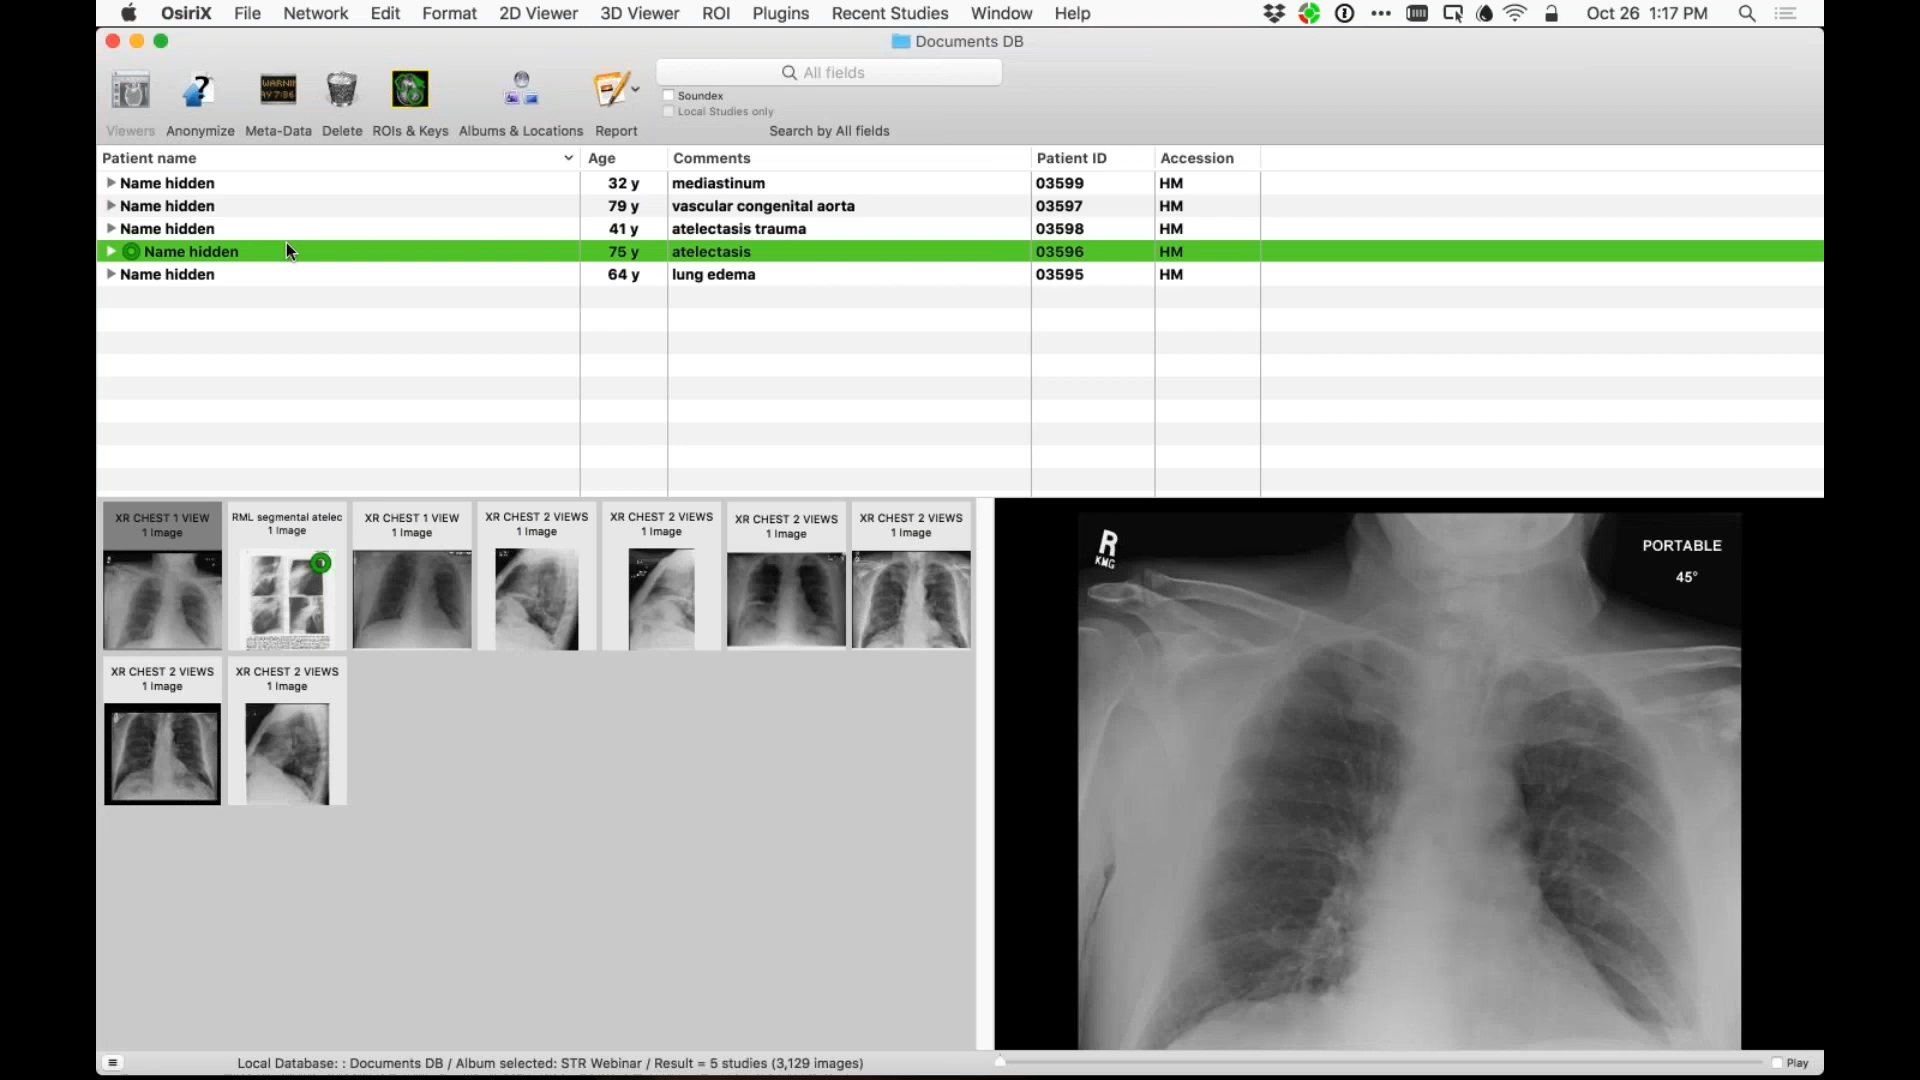 OsiriX File Network Edit Format 2D Viewer 3D Viewer ROI Plugins Recent Studies Window Help Oct 26 1:17 PM
Documents DB
All fields
Soundex
Local Studies only
Viewers Anonymize Meta-Data Delete ROIs & Keys Albums & Locations Report Search by All fields
Patient name Age Comments Patient ID Accession
Name hidden 32 y mediastinum 03599 HM
Name hidden 79 y vascular congenital aorta 03597 HM
Name hidden 41 y atelectasis trauma 03598 HM
Name hidden 75 y atelectasis 03596 HM
Name hidden 64 y lung edema 03595 HM
XR CHEST 1 VIEW RML segmental atelec XR CHEST 1 VIEW XR CHEST 2 VIEWS XR CHEST 2 VIEWS XR CHEST 2 VIEWS XR CHEST 2 VIEWS
1 Image 1 Image 1 Image 1 Image 1 Image 1 Image 1 Image
XR CHEST 2 VIEWS XR CHEST 2 VIEWS
1 Image 1 Image
R
KMG
PORTABLE
45°
Local Database: : Documents DB / Album selected: STR Webinar / Result = 5 studies (3,129 images)
Play